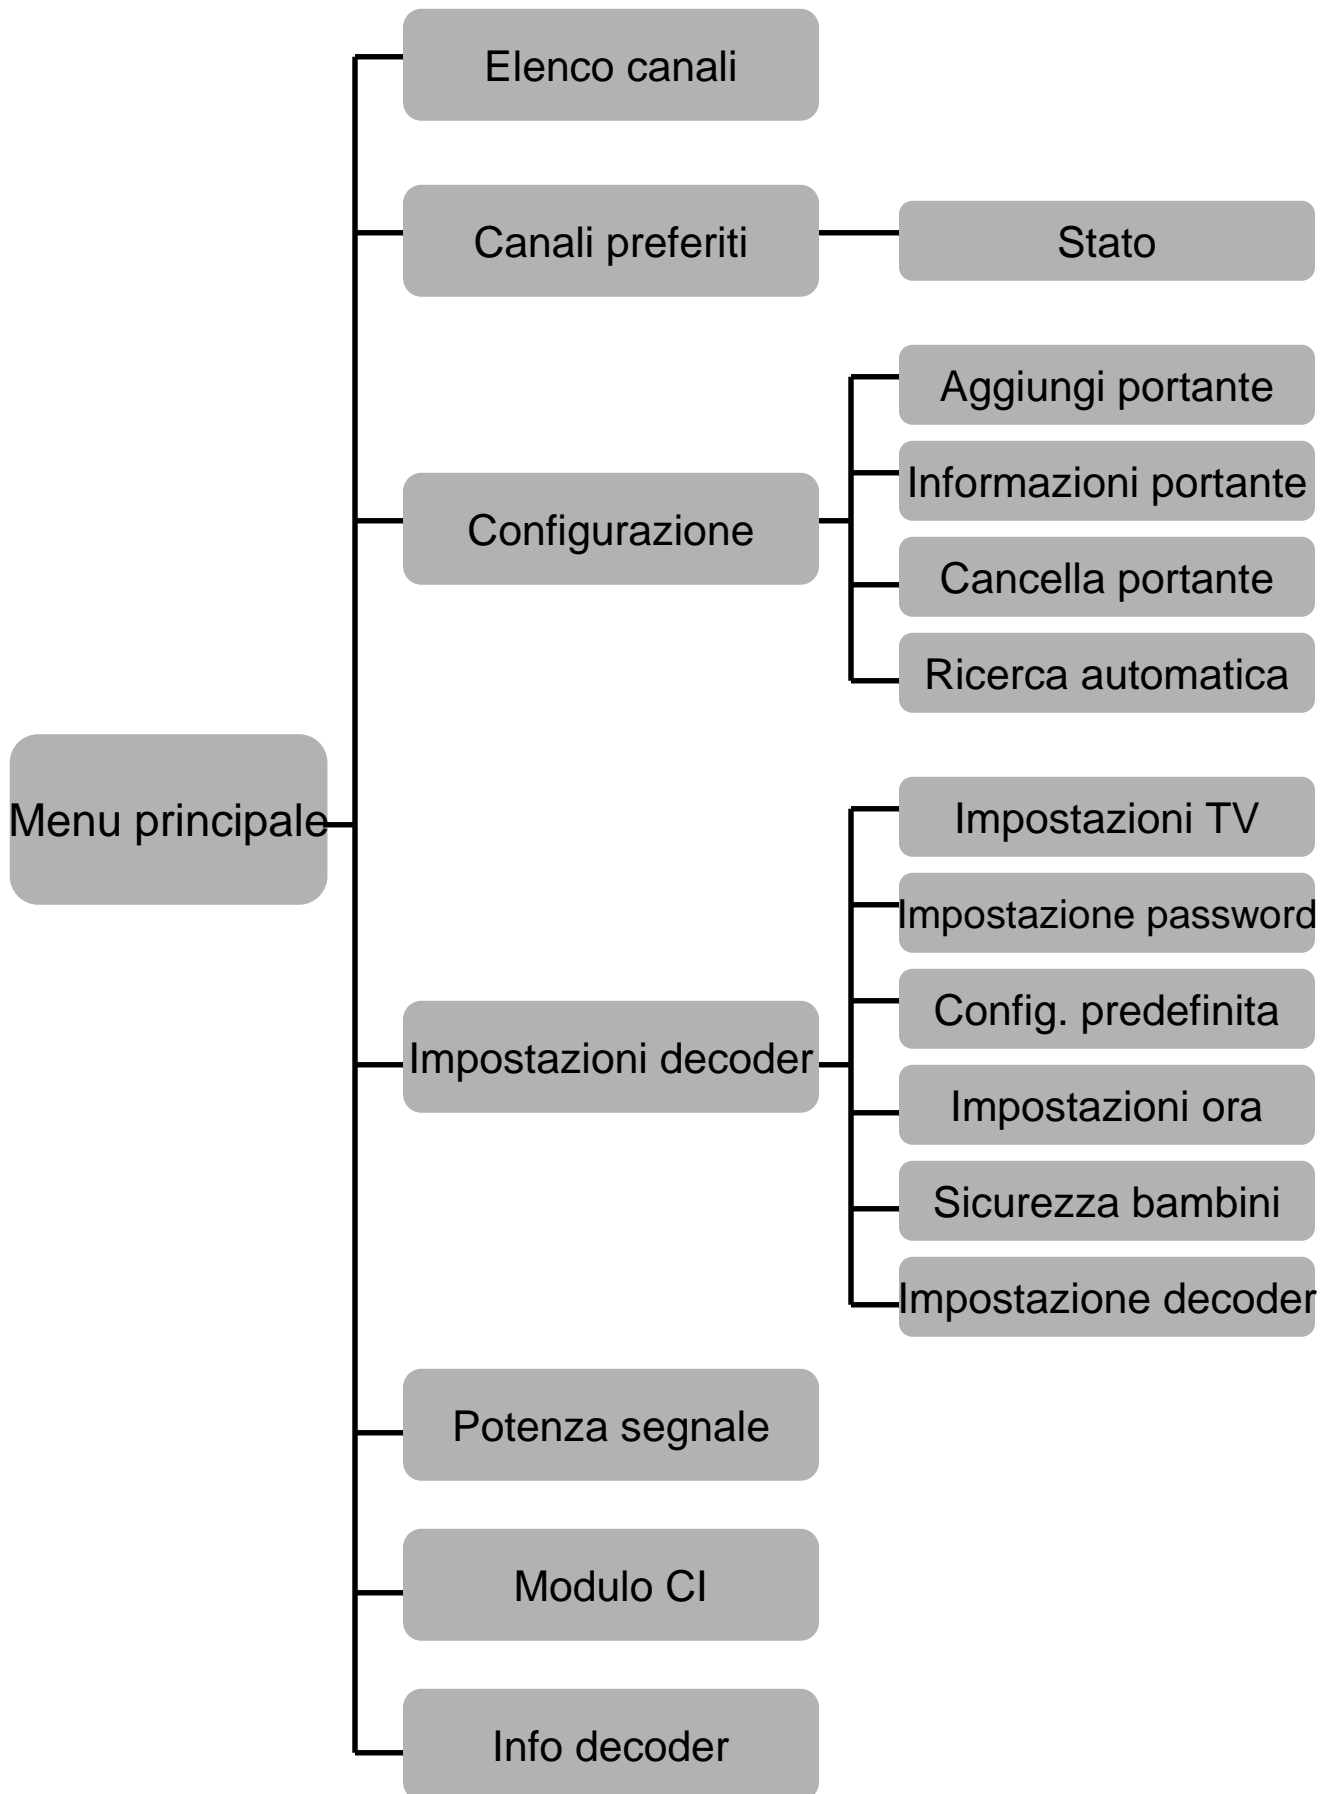 Elenco canali
Canali preferiti
Stato
Aggiungi portante
Informazioni portante
Configurazione
Cancella portante
Ricerca automatica
Menu principale
Impostazioni TV
Impostazione password
Config. predefinita
Impostazioni decoder
Impostazioni ora
Sicurezza bambini
Impostazione decoder
Potenza segnale
Modulo CI
Info decoder